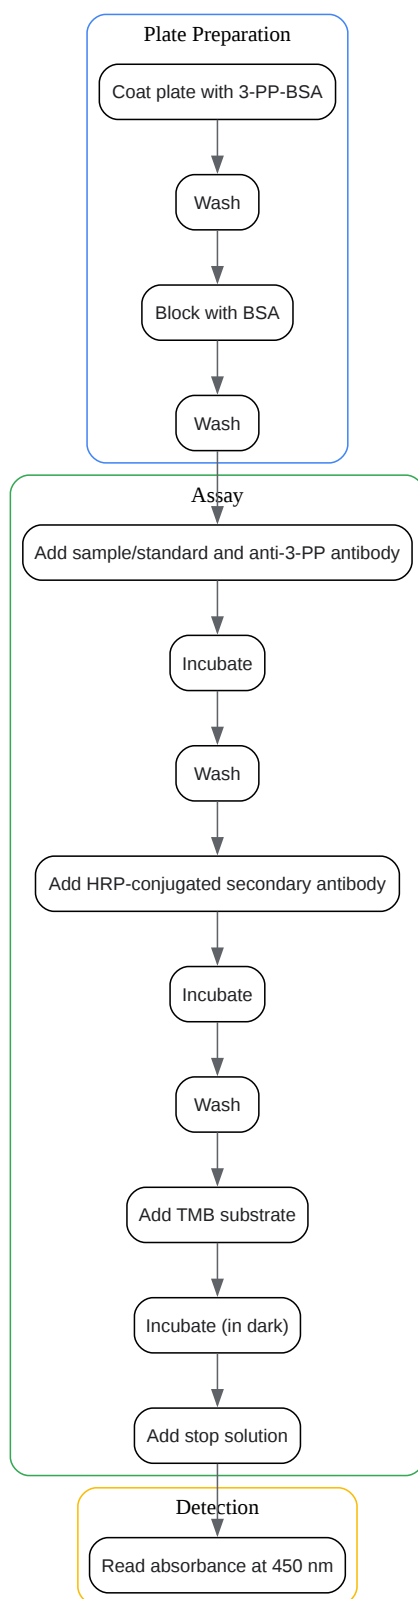 Plate Preparation
Coat plate with 3-PP-BSA
Wash
Block with BSA
Wash
Assay
Add sample/standard and anti-3-PP antibody
Incubate
Wash
Add HRP-conjugated secondary antibody
Incubate
Wash
Add TMB substrate
Incubate (in dark)
Add stop solution
Detection
Read absorbance at 450 nm